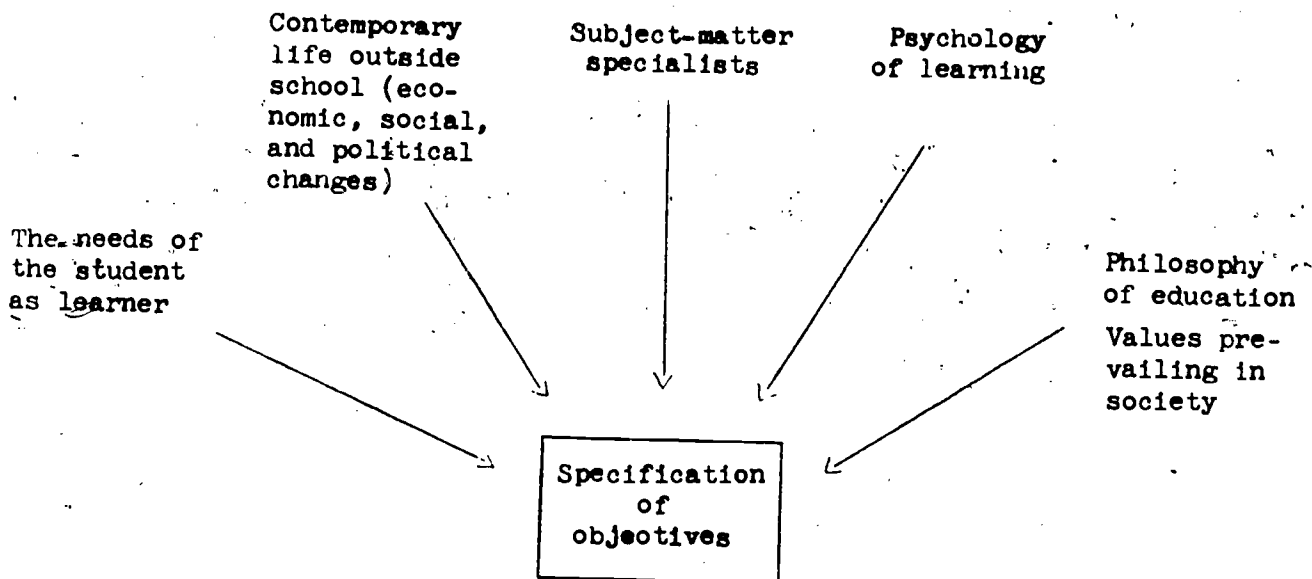 Contemporary
life outside
school (eco-
nomic, social,
and political
changes)
Subject-matter
specialists
Psychology
of learning
The needs of
the student
as learner
Philosophy
of education
Values pre-
vailing in
society
Specification
of
objectives